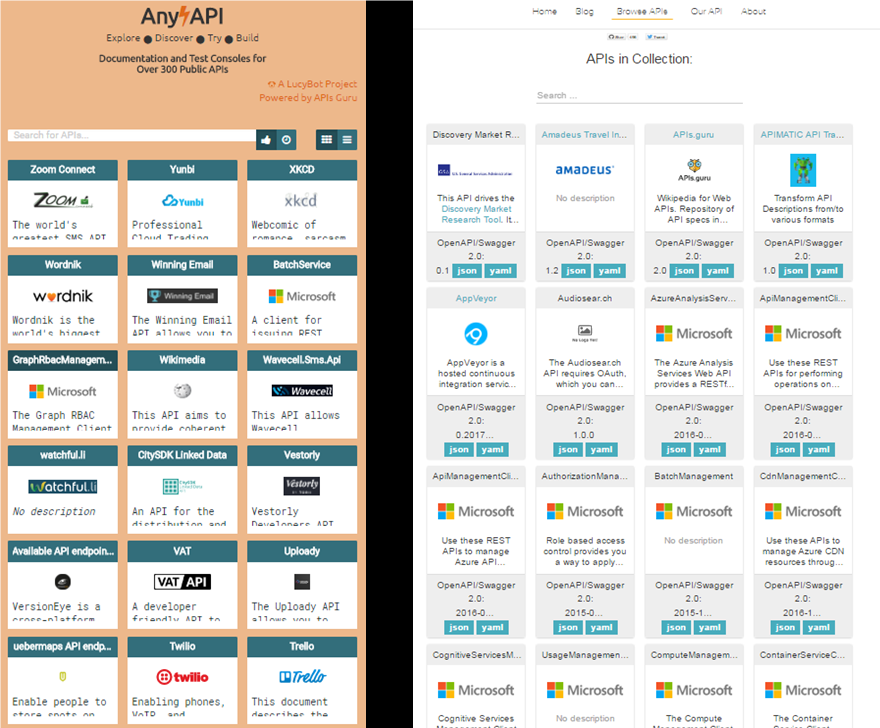 Any API
Explore ● Discover ● Try ● Build
Documentation and Test Consoles for
Over 300 Public APIs
A LucyBot Project
Powered by APIs Guru
Search for APIs...
Zoom Connect
Yunbi
XKCD
ZOOM
Yunbi
xkcd
The world's
greatest SMS API
Professional
Cloud Trading
Webcomic of
romance, sarcasm
Wordnik
Winning Email
BatchService
wordnik
Winning Email
Microsoft
Wordnik is the
world's biggest
The Winning Email
API allows you to
A client for
issuing REST
GraphRbacManagem...
Wikimedia
Wavecell.Sms.Api
Microsoft
Wavecell
The Graph RBAC
Management Client
This API aims to
provide coherent
This API allows
Wavecell
watchful.li
CitySDK Linked Data
Vestorly
Watchful.li
Vestorly
No description
An API for the
distribution and
Vestorly
Developers API
Available API endpoin...
VAT
Uploady
VAT API
VersionEye is a
cross-platform
A developer
friendly API to
The Uploady API
allows you to
uebermaps API endp...
Twilio
Trello
twilio
Trello
Enable people to
store spots on
Enabling phones,
VoIP, and
This document
describes the
Home
Blog
Browse APIs
Our API
About
Tweet
APIs in Collection:
Search ...
Discovery Market R...
Amadeus Travel In...
APIs.guru
APIMATIC API Tra...
U.S. General Services Administration
amadeus
APIs.guru
This API drives the
Discovery Market
Research Tool. It...
No description
Wikipedia for Web
APIs. Repository of
API specs in...
Transform API
Descriptions from/to
various formats
OpenAPI/Swagger
2.0:
0.1 json yaml
OpenAPI/Swagger
2.0:
1.2 json yaml
OpenAPI/Swagger
2.0:
2.0 json yaml
OpenAPI/Swagger
2.0:
1.0 json yaml
AppVeyor
Audiosear.ch
AzureAnalysisServ...
ApiManagementCli...
No Logo Yet!
Microsoft
Microsoft
AppVeyor is a
hosted continuous
integration servic...
The Audiosear.ch
API requires OAuth,
which you can...
The Azure Analysis
Services Web API
provides a RESTf...
Use these REST
APIs for performing
operations on...
OpenAPI/Swagger
2.0:
0.2017...
json yaml
OpenAPI/Swagger
2.0:
1.0.0
json yaml
OpenAPI/Swagger
2.0:
2016-0...
json yaml
OpenAPI/Swagger
2.0:
2016-0...
json yaml
ApiManagementCli...
AuthorizationMana...
BatchManagement
CdnManagementC...
Microsoft
Microsoft
Microsoft
Microsoft
Use these REST
APIs to manage
Azure API...
Role based access
control provides you
a way to apply...
No description
Use these APIs to
manage Azure CDN
resources throug...
OpenAPI/Swagger
2.0:
2016-0...
json yaml
OpenAPI/Swagger
2.0:
2015-0...
json yaml
OpenAPI/Swagger
2.0:
2015-1...
json yaml
OpenAPI/Swagger
2.0:
2016-1...
json yaml
CognitiveServicesM...
UsageManagemen...
ComputeManagem...
ContainerServiceC...
Microsoft
Microsoft
Microsoft
Microsoft
Cognitive Services
Management Client
No description
The Compute
Management Client
The Container
Service Client